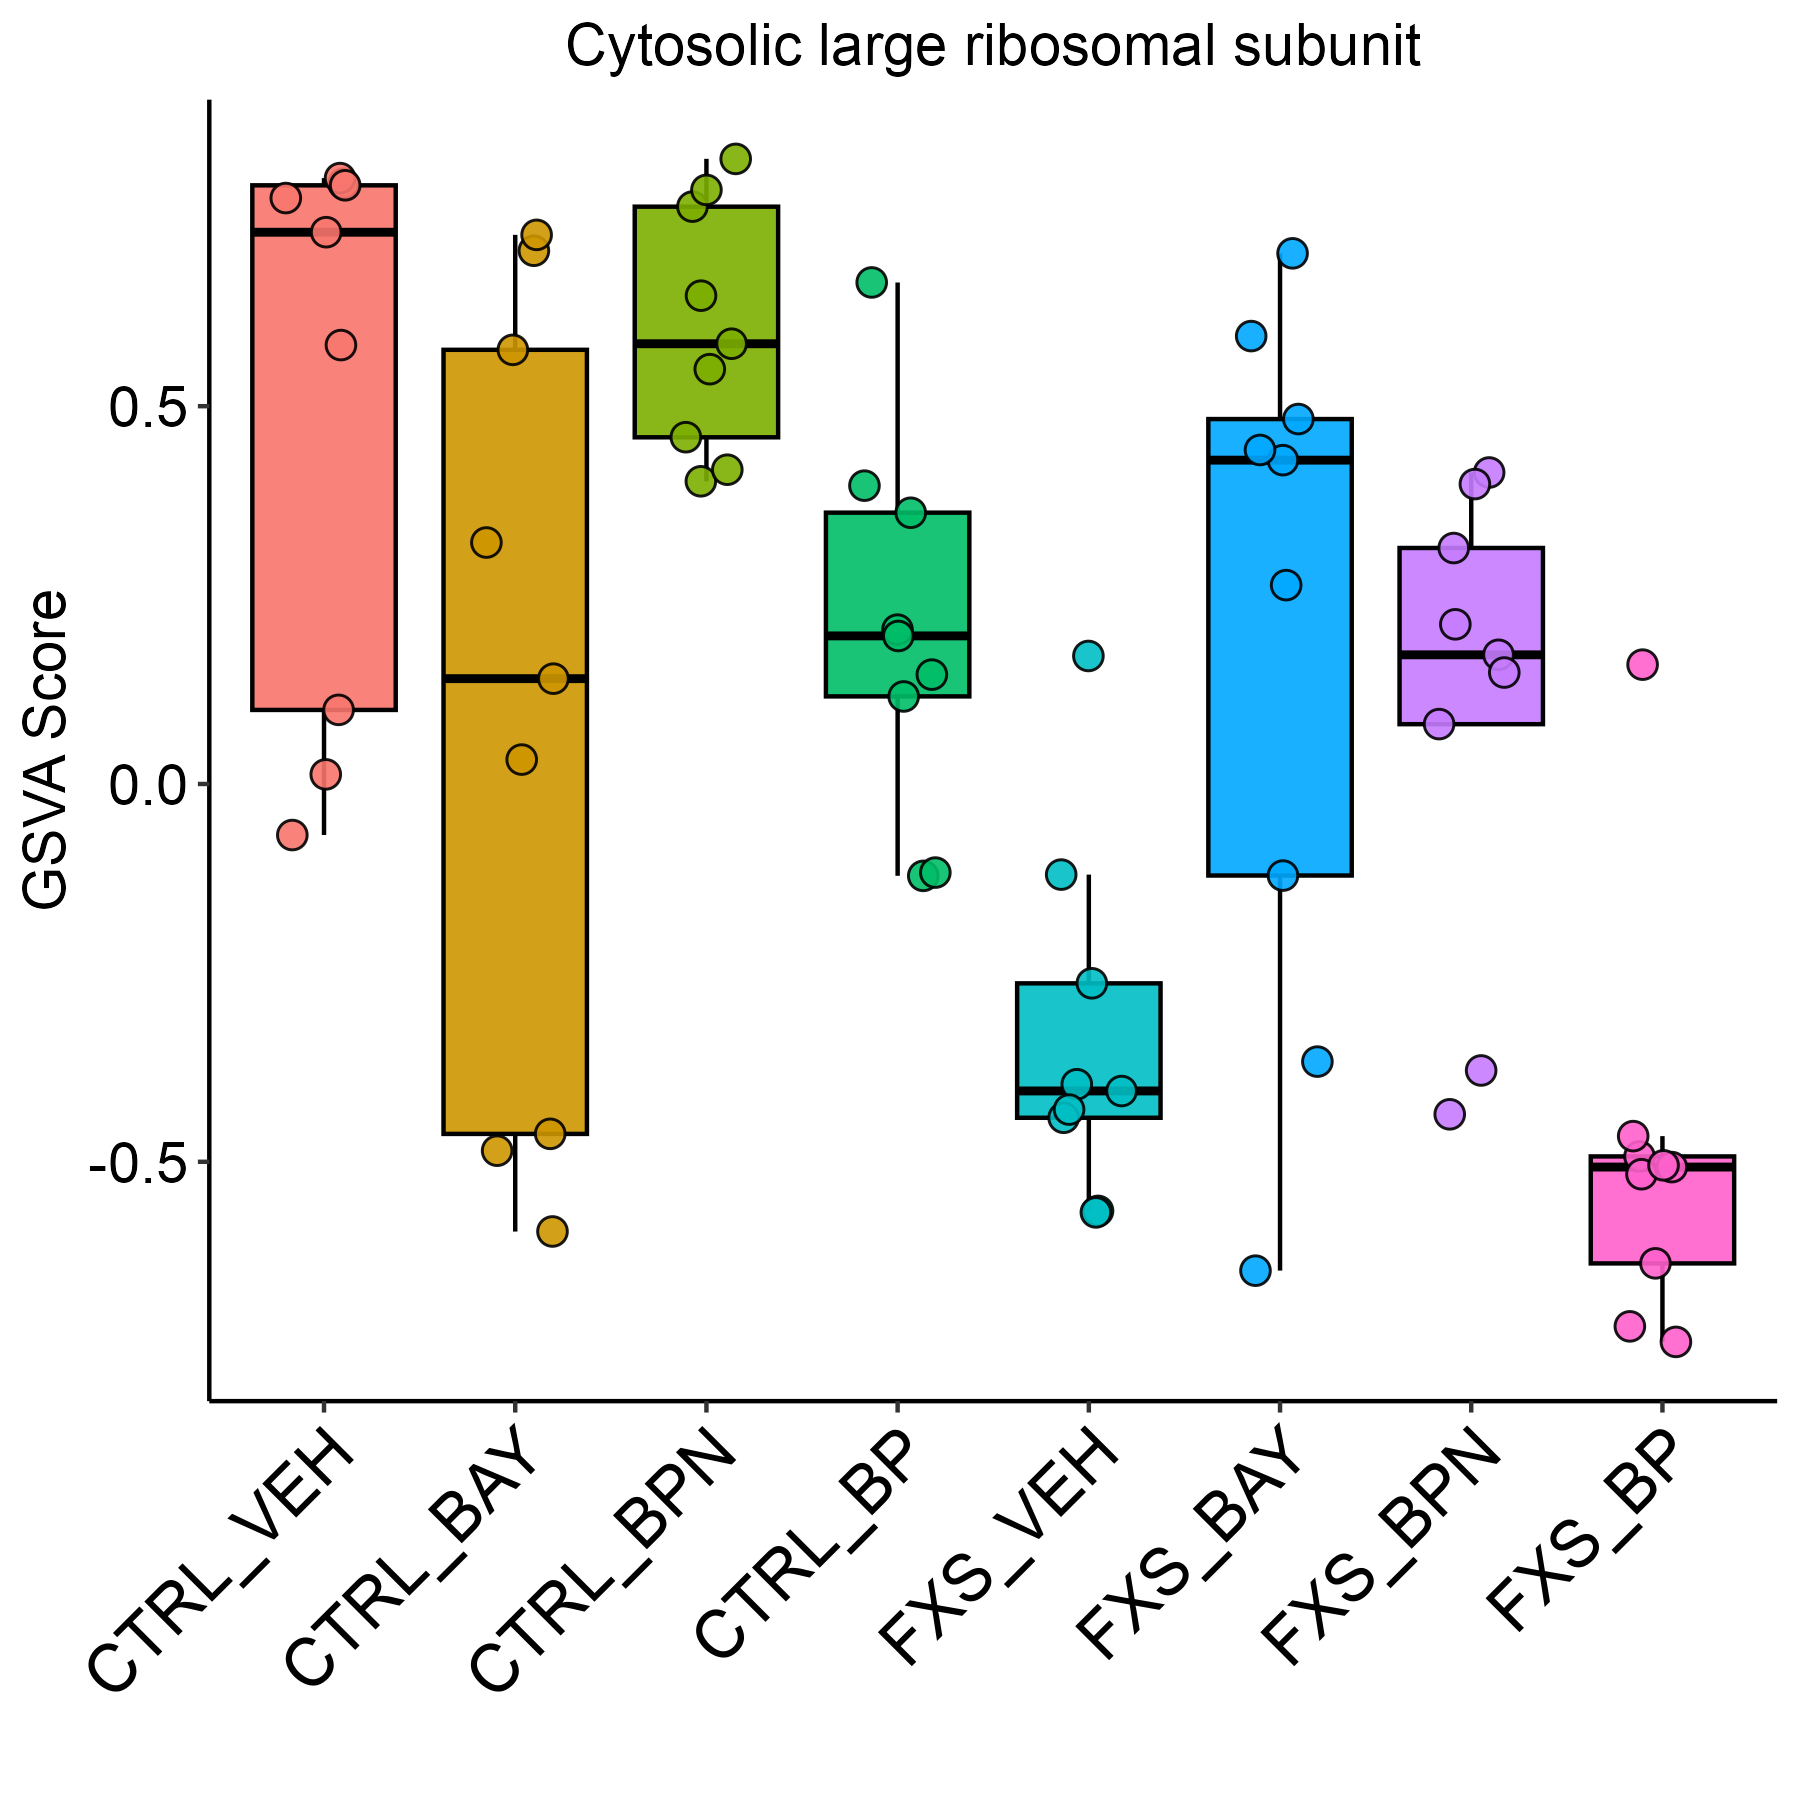 Cytosolic large ribosomal subunit
GSVA Score
0.5
0.0
-0.5
CTRL_VEH
CTRL_BAY
CTRL_BPN
CTRL_BP
FXS_VEH
FXS_BAY
FXS_BPN
FXS_BP